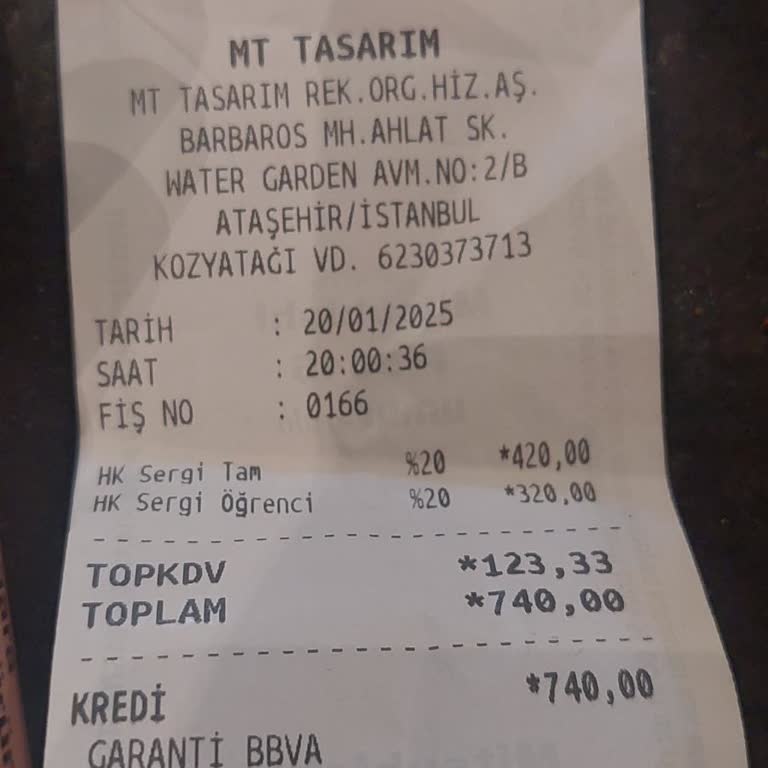 MT TASARIM
MT TASARIM REK.ORG.HİZ.AŞ.
BARBAROS MH.AHLAT SK.
WATER GARDEN AVM.NO:2/B
ATAŞEHİR/İSTANBUL
KOZYATAĞI VD. 6230373713
TARİH : 20/01/2025
SAAT : 20:00:36
FİŞ NO : 0166
HK Sergi Tam %20 *420,00
HK Sergi Öğrenci %20 *320,00
TOPKDV *123,33
TOPLAM *740,00
KREDİ *740,00
GARANTİ BBVA